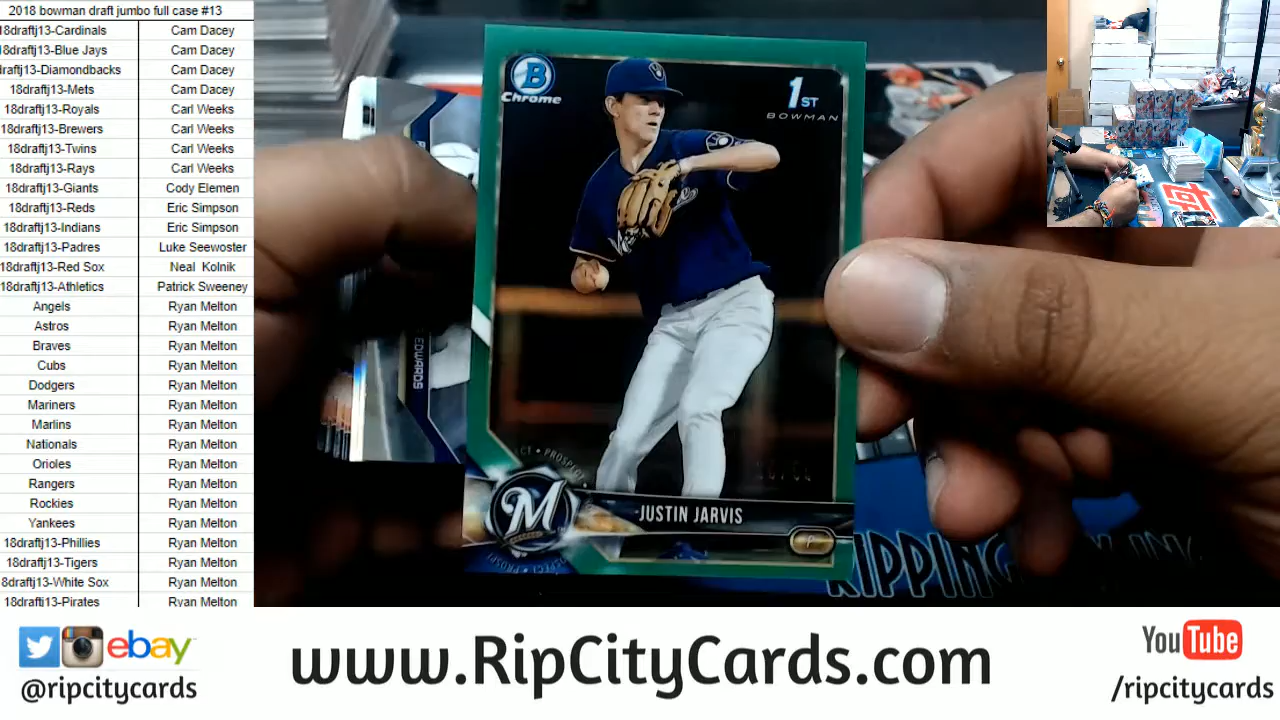 2018 bowman draft jumbo full case #13
18draftj13-Cardinals Cam Dacey
18draftj13-Blue Jays Cam Dacey
draftj13-Diamondbacks Cam Dacey
18draftj13-Mets Cam Dacey
18draftj13-Royals Carl Weeks
18draftj13-Brewers Carl Weeks
18draftj13-Twins Carl Weeks
18draftj13-Rays Carl Weeks
18draftj13-Giants Cody Elemen
18draftj13-Reds Eric Simpson
18draftj13-Indians Eric Simpson
18draftj13-Padres Luke Seewoster
18draftj13-Red Sox Neal Kolnik
18draftj13-Athletics Patrick Sweeney
Angels Ryan Melton
Astros Ryan Melton
Braves Ryan Melton
Cubs Ryan Melton
Dodgers Ryan Melton
Mariners Ryan Melton
Marlins Ryan Melton
Nationals Ryan Melton
Orioles Ryan Melton
Rangers Ryan Melton
Rockies Ryan Melton
Yankees Ryan Melton
18draftj13-Phillies Ryan Melton
18draftj13-Tigers Ryan Melton
8draftj13-White Sox Ryan Melton
18draftj13-Pirates Ryan Melton
B
Chrome
1ST
BOWMAN
EDWARDS
M
JUSTIN JARVIS
P
RIPPING
ebay
@ripcitycards
www.RipCityCards.com
YouTube
/ripcitycards